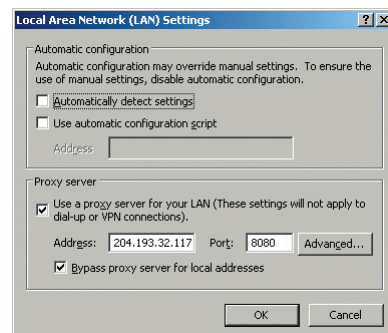 Local Area Network (LAN) Settings
Automatic configuration
Automatic configuration may override manual settings. To ensure the
use of manual settings, disable automatic configuration.
Automatically detect settings
Use automatic configuration script
Address
Proxy server
Use a proxy server for your LAN (These settings will not apply to
dial-up or VPN connections).
Address: 204.193.32.117 Port: 8080 Advanced...
Bypass proxy server for local addresses
OK Cancel